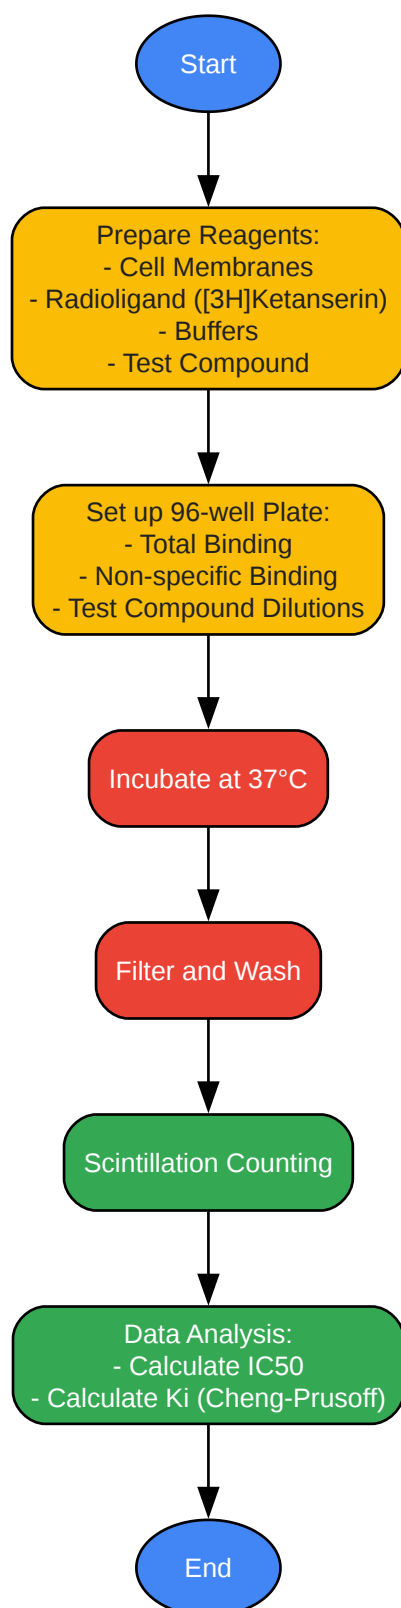 Start
Prepare Reagents:
- Cell Membranes
- Radioligand ([3H]Ketanserin)
- Buffers
- Test Compound
Set up 96-well Plate:
- Total Binding
- Non-specific Binding
- Test Compound Dilutions
Incubate at 37°C
Filter and Wash
Scintillation Counting
Data Analysis:
- Calculate IC50
- Calculate Ki (Cheng-Prusoff)
End